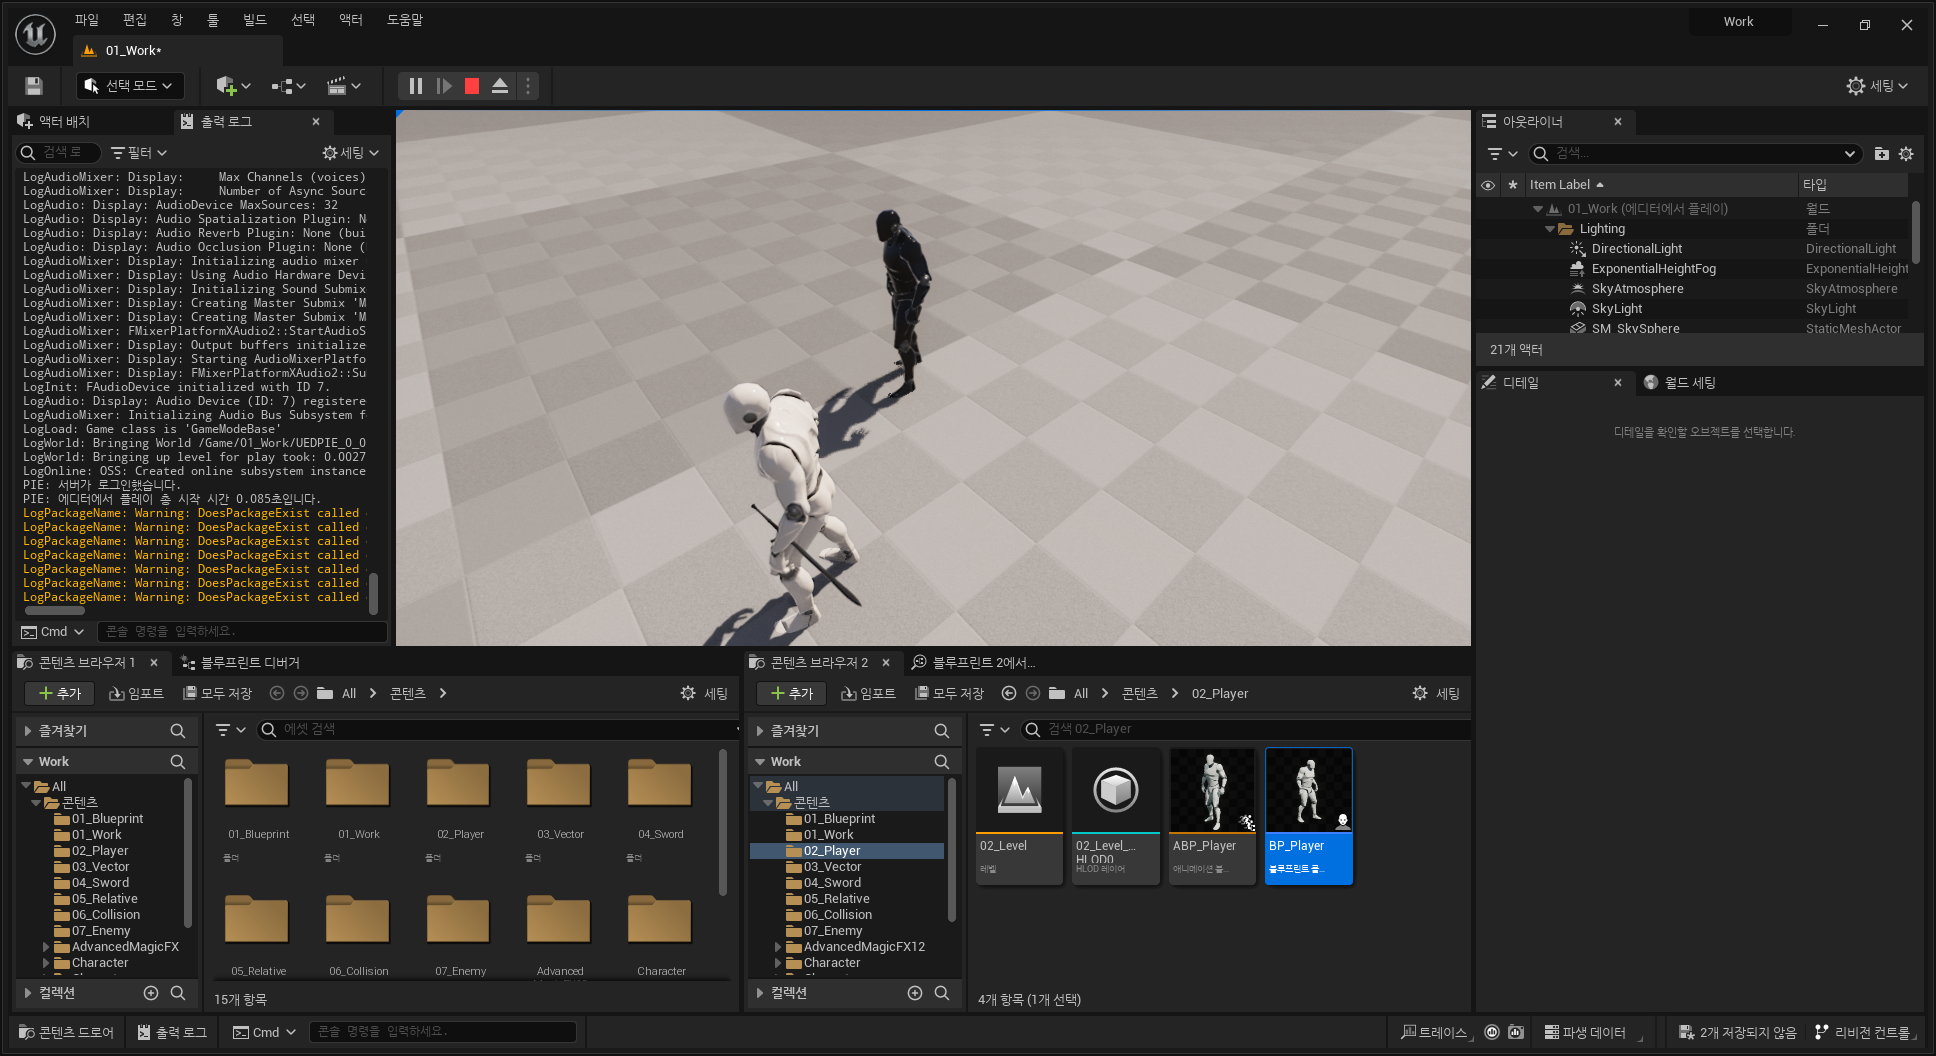 파일 편집 창 툴 빌드 선택 액터 도움말
Work
01_Work*
선택 모드
세팅
액터 배치
출력 로그
검색 로
필터
세팅
LogAudioMixer: Display: Max Channels (voices)
LogAudioMixer: Display: Number of Async Sourc
LogAudio: Display: AudioDevice MaxSources: 32
LogAudio: Display: Audio Spatialization Plugin: N
LogAudio: Display: Audio Reverb Plugin: None (bui
LogAudio: Display: Audio Occlusion Plugin: None (
LogAudioMixer: Display: Initializing audio mixer
LogAudioMixer: Display: Using Audio Hardware Devi
LogAudioMixer: Display: Initializing Sound Submix
LogAudioMixer: Display: Creating Master Submix 'M
LogAudioMixer: Display: Creating Master Submix 'M
LogAudioMixer: FMixerPlatformXAudio2::StartAudioS
LogAudioMixer: Display: Output buffers initialize
LogAudioMixer: Display: Starting AudioMixerPlatfo
LogAudioMixer: Display: FMixerPlatformXAudio2::Su
LogInit: FAudioDevice initialized with ID 7.
LogAudio: Display: Audio Device (ID: 7) registere
LogAudioMixer: Initializing Audio Bus Subsystem f
LogLoad: Game class is 'GameModeBase'
LogWorld: Bringing World /Game/01_Work/UEDPIE_0_0
LogWorld: Bringing up level for play took: 0.0027
LogOnline: OSS: Created online subsystem instance
PIE: 서버가 로그인했습니다.
PIE: 에디터에서 플레이 총 시작 시간 0.085초입니다.
LogPackageName: Warning: DoesPackageExist called
LogPackageName: Warning: DoesPackageExist called
LogPackageName: Warning: DoesPackageExist called
LogPackageName: Warning: DoesPackageExist called
LogPackageName: Warning: DoesPackageExist called
LogPackageName: Warning: DoesPackageExist called
LogPackageName: Warning: DoesPackageExist called
Cmd
콘솔 명령을 입력하세요.
아웃라이너
검색...
Item Label
타입
01_Work (에디터에서 플레이) 월드
Lighting 폴더
DirectionalLight DirectionalLight
ExponentialHeightFog ExponentialHeight
SkyAtmosphere SkyAtmosphere
SkyLight SkyLight
SM_SkySphere StaticMeshActor
21개 액터
디테일
월드 세팅
디테일을 확인할 오브젝트를 선택합니다.
콘텐츠 브라우저 1
블루프린트 디버거
추가 임포트 모두 저장 All 콘텐츠 세팅
즐겨찾기
에셋 검색
Work
All
콘텐츠
01_Blueprint
01_Work
02_Player
03_Vector
04_Sword
05_Relative
06_Collision
07_Enemy
AdvancedMagicFX
Character
컬렉션
01_Blueprint 01_Work 02_Player 03_Vector 04_Sword
폴더 폴더 폴더 폴더 폴더
05_Relative 06_Collision 07_Enemy Advanced Character
15개 항목
콘텐츠 브라우저 2
블루프린트 2에서...
추가 임포트 모두 저장 All 콘텐츠 02_Player 세팅
즐겨찾기
검색 02_Player
Work
All
콘텐츠
01_Blueprint
01_Work
02_Player
03_Vector
04_Sword
05_Relative
06_Collision
07_Enemy
AdvancedMagicFX12
Character
컬렉션
02_Level
레벨
02_Level_...
HLOD0
HLOD 레이어
ABP_Player
애니메이션 블...
BP_Player
블루프린트 클...
4개 항목 (1개 선택)
콘텐츠 드로어 출력 로그 Cmd 콘솔 명령을 입력하세요.
트레이스 파생 데이터 2개 저장되지 않음 리비전 컨트롤